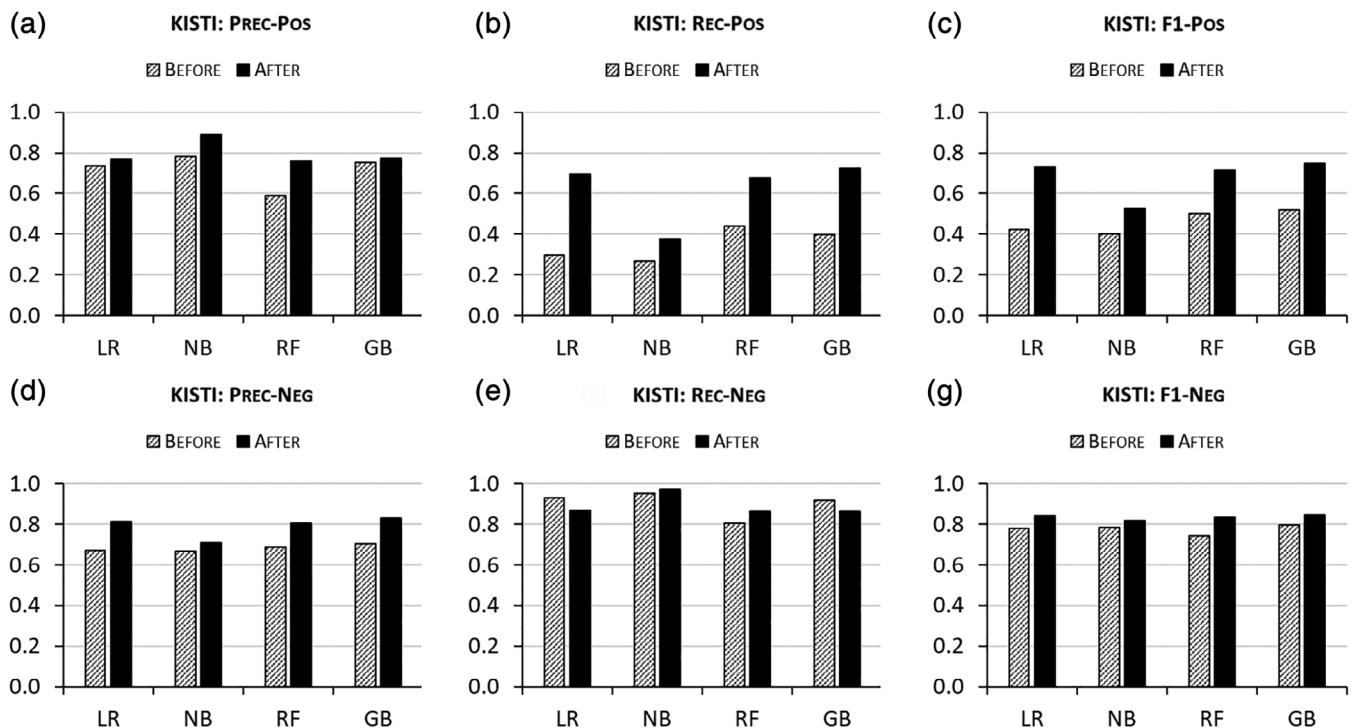 (a) KISTI: PREC-POS
BEFORE AFTER
1.0
0.8
0.6
0.4
0.2
0.0
LR NB RF GB
(b) KISTI: REC-POS
BEFORE AFTER
1.0
0.8
0.6
0.4
0.2
0.0
LR NB RF GB
(c) KISTI: F1-POS
BEFORE AFTER
1.0
0.8
0.6
0.4
0.2
0.0
LR NB RF GB
(d) KISTI: PREC-NEG
BEFORE AFTER
1.0
0.8
0.6
0.4
0.2
0.0
LR NB RF GB
(e) KISTI: REC-NEG
BEFORE AFTER
1.0
0.8
0.6
0.4
0.2
0.0
LR NB RF GB
(g) KISTI: F1-NEG
BEFORE AFTER
1.0
0.8
0.6
0.4
0.2
0.0
LR NB RF GB